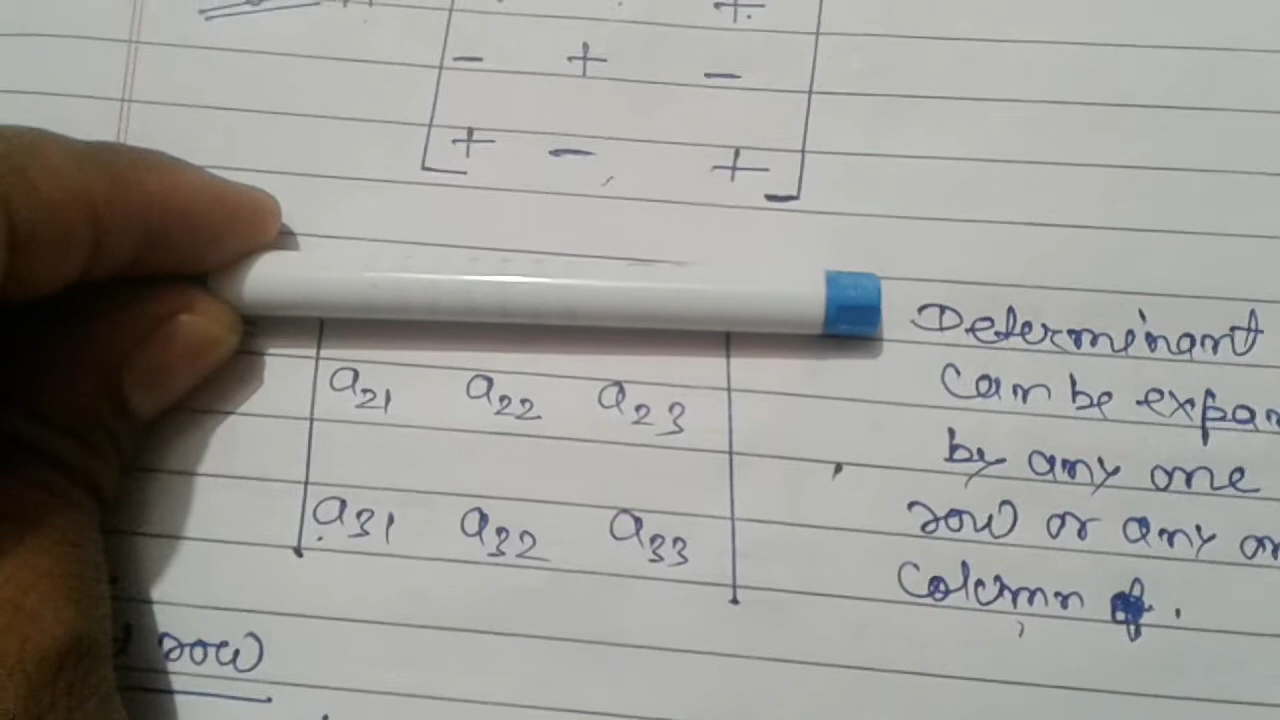 +
- + -
+ - +
a21 a22 a23
a31 a32 a33
Determinant
Can be
by any one
row or any
Column
row